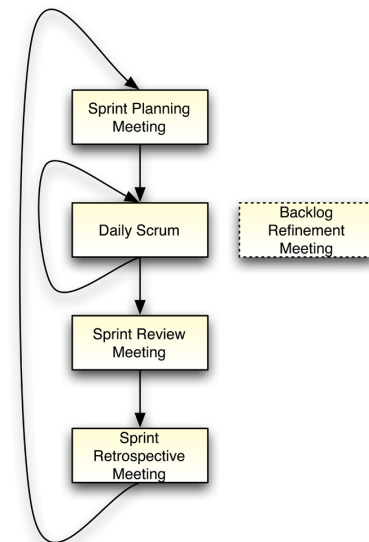 Sprint Planning
Meeting
Daily Scrum
Backlog
Refinement
Meeting
Sprint Review
Meeting
Sprint
Retrospective
Meeting